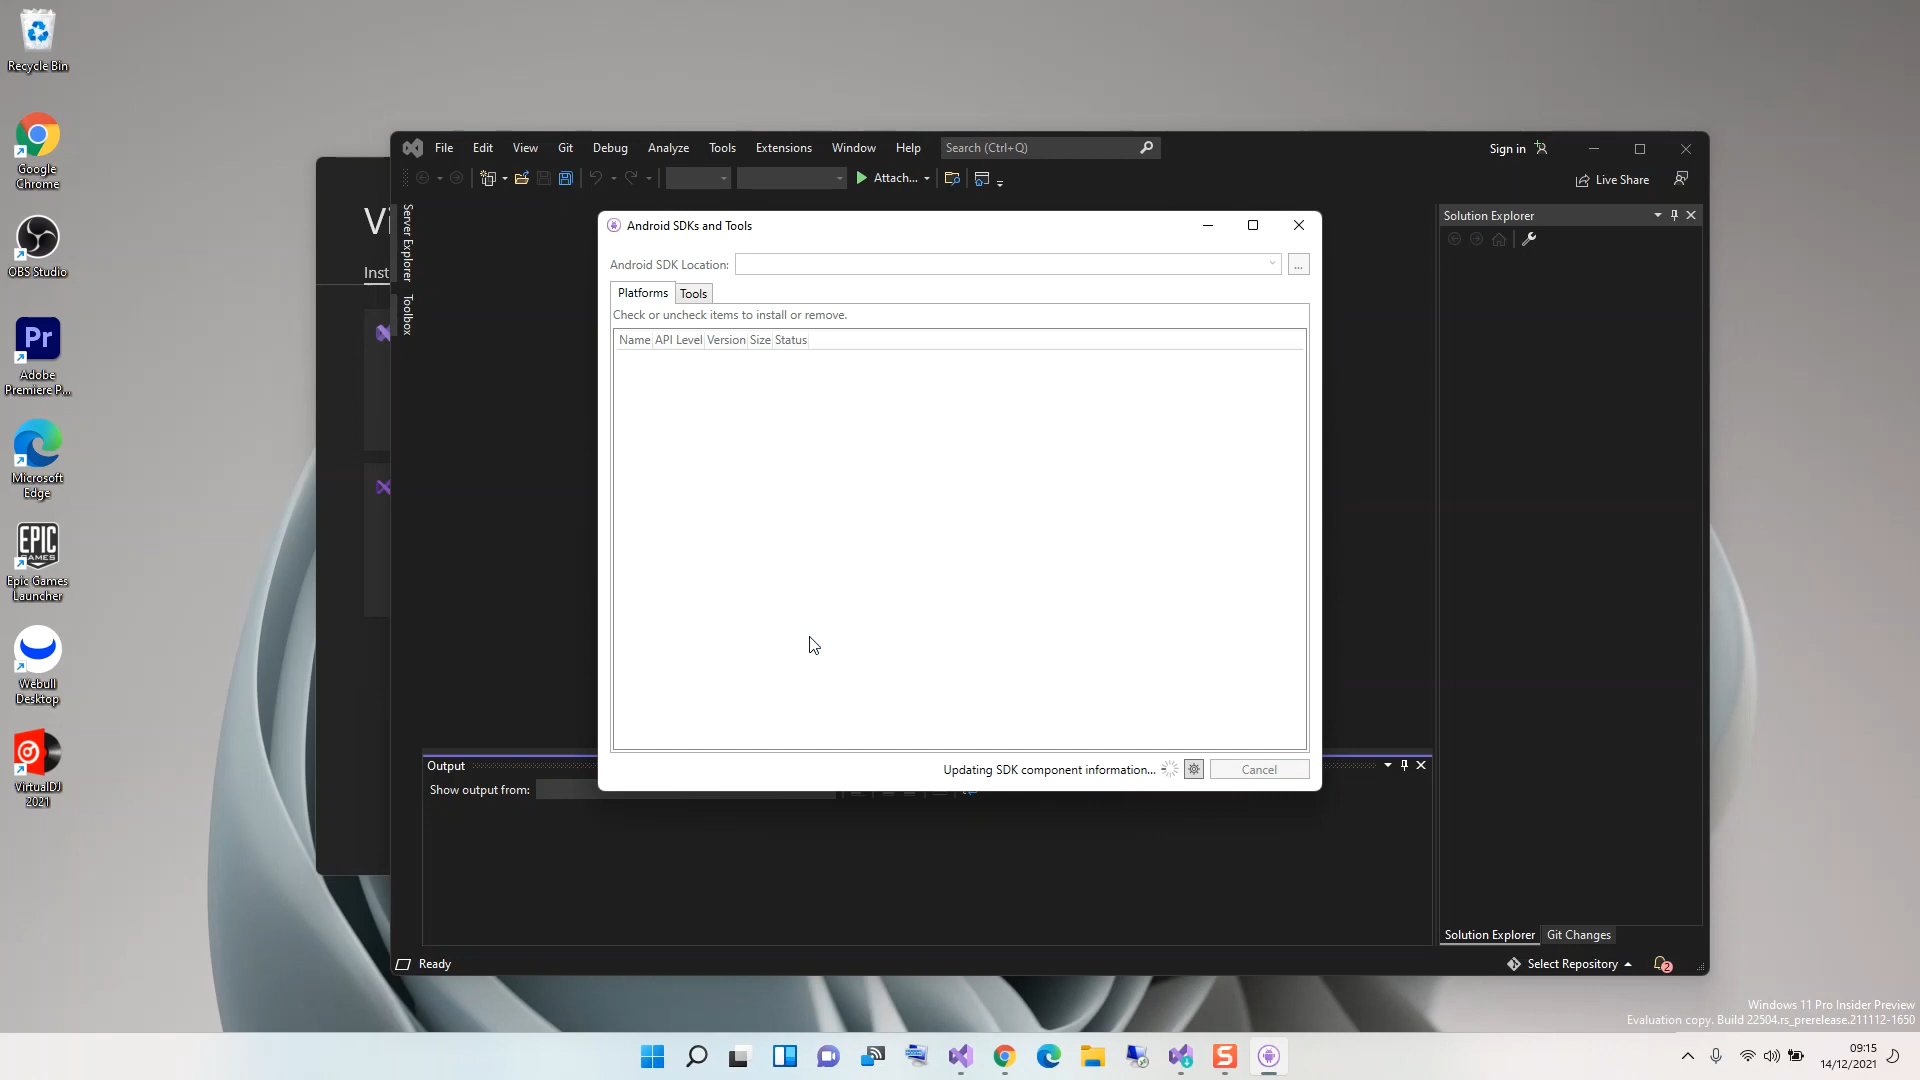 Recycle Bin
Google
Chrome
OBS Studio
Pr
Adobe
Premiere P...
Microsoft
Edge
EPIC
GAMES
Epic Games
Launcher
Webull
Desktop
VirtualDJ
2021
Vi
Inst
File Edit View Git Debug Analyze Tools Extensions Window Help Search (Ctrl+Q) Sign in
Attach... Live Share
Server Explorer
Toolbox
Android SDKs and Tools
Android SDK Location: ...
Platforms Tools
Check or uncheck items to install or remove.
Name API Level Version Size Status
Updating SDK component information... Cancel
Solution Explorer
Output
Show output from:
Solution Explorer Git Changes
Ready
Select Repository 2
Windows 11 Pro Insider Preview
Evaluation copy. Build 22504.rs_prerelease.211112-1650
S
09:15
14/12/2021